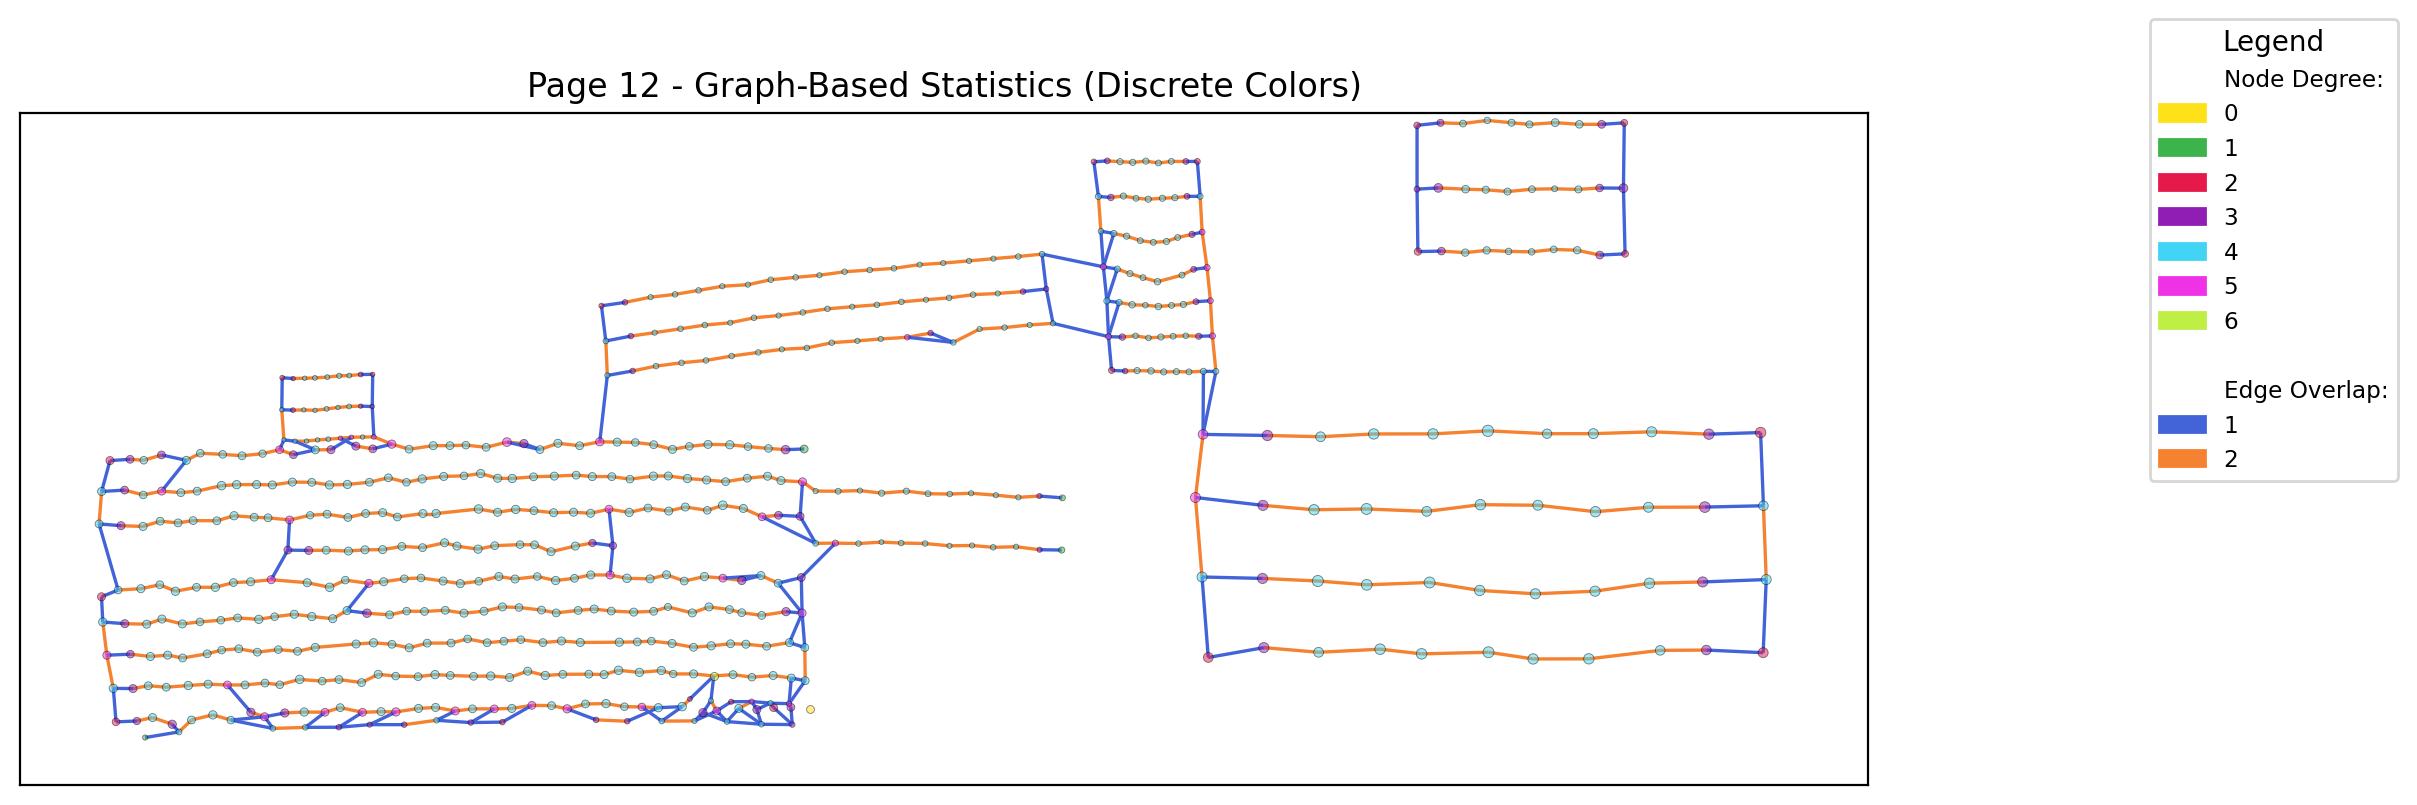 Page 12 - Graph-Based Statistics (Discrete Colors)
Legend
Node Degree:
0
1
2
3
4
5
6
Edge Overlap:
1
2